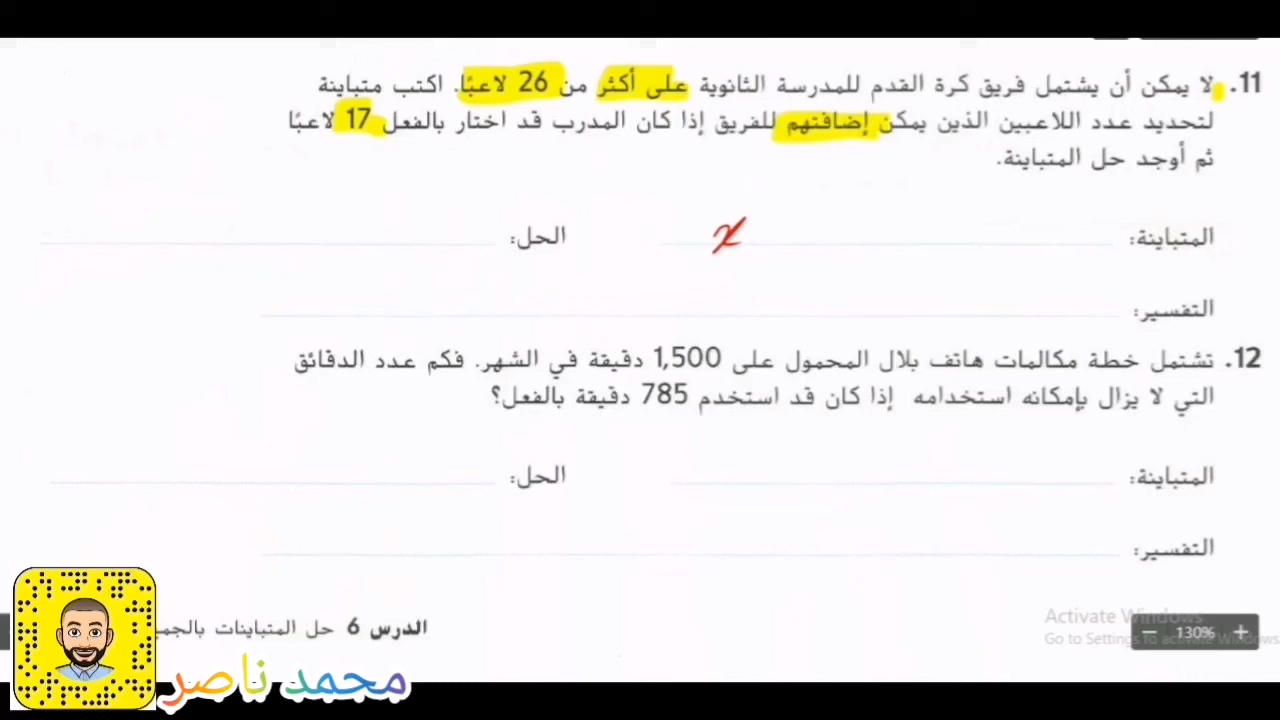 11. لا يمكن أن يشتمل فريق كرة القدم للمدرسة الثانوية على أكثر من 26 لاعبًا. اكتب متباينة
لتحديد عدد اللاعبين الذين يمكن إضافتهم للفريق إذا كان المدرب قد اختار بالفعل 17 لاعبًا
ثم أوجد حل المتباينة.
المتباينة: x الحل:
التفسير:
12. تشتمل خطة مكالمات هاتف بلال المحمول على 1,500 دقيقة في الشهر. فكم عدد الدقائق
التي لا يزال بإمكانه استخدامه إذا كان قد استخدم 785 دقيقة بالفعل؟
المتباينة: الحل:
التفسير:
الدرس 6 حل المتباينات بالجمع
Activate Windows
Go to Settings to activate Windows
− 130% +
محمد ناصر